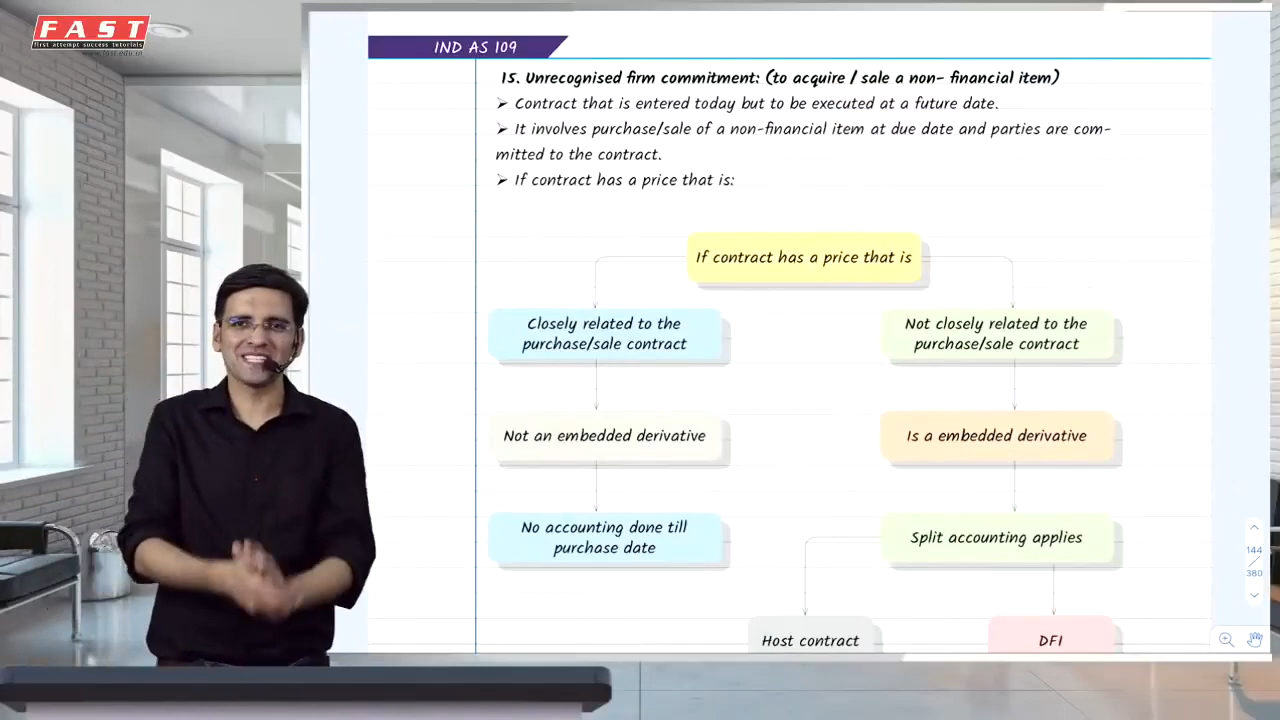 FAST
first attempt success tutorials
www.fast.edu.in
IND AS 109
15. Unrecognised firm commitment: (to acquire / sale a non- financial item)
➢ Contract that is entered today but to be executed at a future date.
➢ It involves purchase/sale of a non-financial item at due date and parties are com-
mitted to the contract.
➢ If contract has a price that is:
If contract has a price that is
Closely related to the
purchase/sale contract
Not closely related to the
purchase/sale contract
Not an embedded derivative
Is a embedded derivative
No accounting done till
purchase date
Split accounting applies
Host contract
DFI
144
380